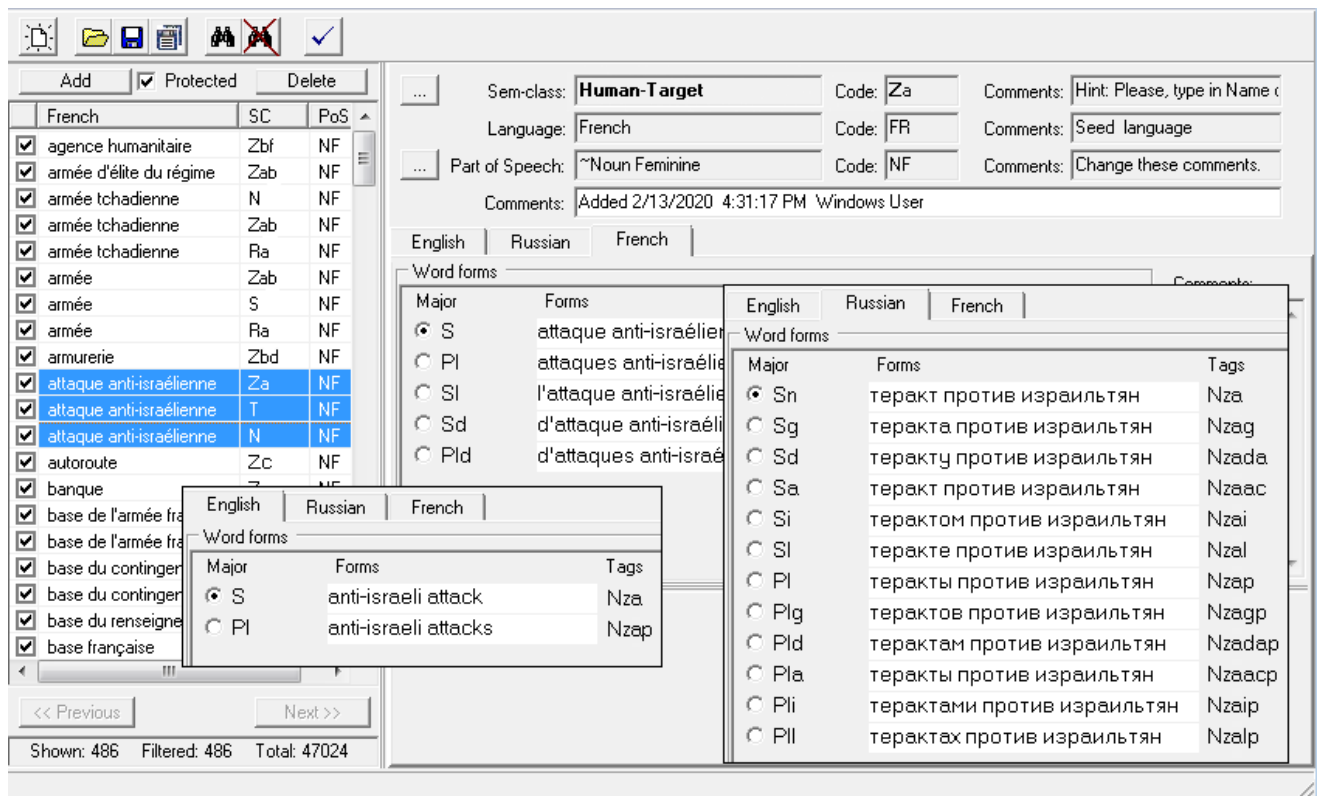 Add Protected Delete
French SC PoS
agence humanitaire Zbf NF
armée d'élite du régime Zab NF
armée tchadienne N NF
armée tchadienne Zab NF
armée tchadienne Ra NF
armée Zab NF
armée S NF
armée Ra NF
armurerie Zbd NF
attaque anti-israélienne Za NF
attaque anti-israélienne T NF
attaque anti-israélienne N NF
autoroute Zc NF
banque
base de l'armée fra
base de l'armée fra
base du contingen
base du contingen
base du renseigne
base française
<< Previous Next >>
Shown: 486 Filtered: 486 Total: 47024
... Sem-class: Human-Target Code: Za Comments: Hint: Please, type in Name
Language: French Code: FR Comments: Seed language
... Part of Speech: ~Noun Feminine Code: NF Comments: Change these comments.
Comments: Added 2/13/2020 4:31:17 PM Windows User
English Russian French
Word forms
Major Forms
S attaque anti-israélien
Pl attaques anti-israélie
Sl l'attaque anti-israélie
Sd d'attaque anti-israéli
Pld d'attaques anti-israé
English Russian French
Word forms
Major Forms Tags
S anti-israeli attack Nza
Pl anti-israeli attacks Nzap
English Russian French
Word forms
Major Forms Tags
Sn теракт против израильтян Nza
Sg теракта против израильтян Nzag
Sd теракту против израильтян Nzada
Sa теракт против израильтян Nzaac
Si терактом против израильтян Nzai
Sl теракте против израильтян Nzal
Pl теракты против израильтян Nzap
Plg терактов против израильтян Nzagp
Pld терактам против израильтян Nzadap
Pla теракты против израильтян Nzaacp
Pli терактами против израильтян Nzaip
Pll терактах против израильтян Nzalp